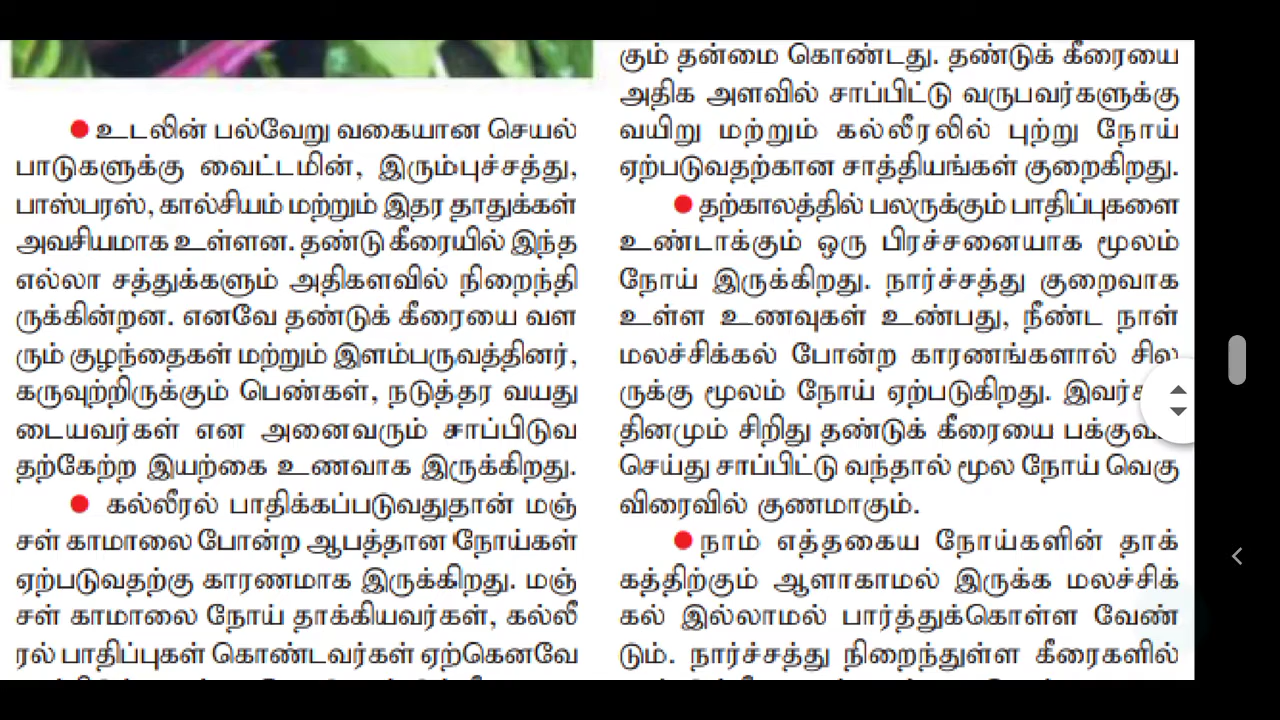 ● உடலின் பல்வேறு வகையான செயல்
பாடுகளுக்கு வைட்டமின், இரும்புச்சத்து,
பாஸ்பரஸ், கால்சியம் மற்றும் இதர தாதுக்கள்
அவசியமாக உள்ளன. தண்டு கீரையில் இந்த
எல்லா சத்துக்களும் அதிகளவில் நிறைந்தி
ருக்கின்றன. எனவே தண்டுக் கீரையை வள
ரும் குழந்தைகள் மற்றும் இளம்பருவத்தினர்,
கருவுற்றிருக்கும் பெண்கள், நடுத்தர வயது
டையவர்கள் என அனைவரும் சாப்பிடுவ
தற்கேற்ற இயற்கை உணவாக இருக்கிறது.
● கல்லீரல் பாதிக்கப்படுவதுதான் மஞ்
சள் காமாலை போன்ற ஆபத்தான நோய்கள்
ஏற்படுவதற்கு காரணமாக இருக்கிறது. மஞ்
சள் காமாலை நோய் தாக்கியவர்கள், கல்லீ
ரல் பாதிப்புகள் கொண்டவர்கள் ஏற்கெனவே
கும் தன்மை கொண்டது. தண்டுக் கீரையை
அதிக அளவில் சாப்பிட்டு வருபவர்களுக்கு
வயிறு மற்றும் கல்லீரலில் புற்று நோய்
ஏற்படுவதற்கான சாத்தியங்கள் குறைகிறது.
● தற்காலத்தில் பலருக்கும் பாதிப்புகளை
உண்டாக்கும் ஒரு பிரச்சனையாக மூலம்
நோய் இருக்கிறது. நார்ச்சத்து குறைவாக
உள்ள உணவுகள் உண்பது, நீண்ட நாள்
மலச்சிக்கல் போன்ற காரணங்களால் சில
ருக்கு மூலம் நோய் ஏற்படுகிறது.
தினமும் சிறிது தண்டுக் கீரையை
செய்து சாப்பிட்டு வந்தால் மூல நோய் வெகு
விரைவில் குணமாகும்.
● நாம் எத்தகைய நோய்களின் தாக்
கத்திற்கும் ஆளாகாமல் இருக்க மலச்சிக்
கல் இல்லாமல் பார்த்துக்கொள்ள வேண்
டும். நார்ச்சத்து நிறைந்துள்ள கீரைகளில்